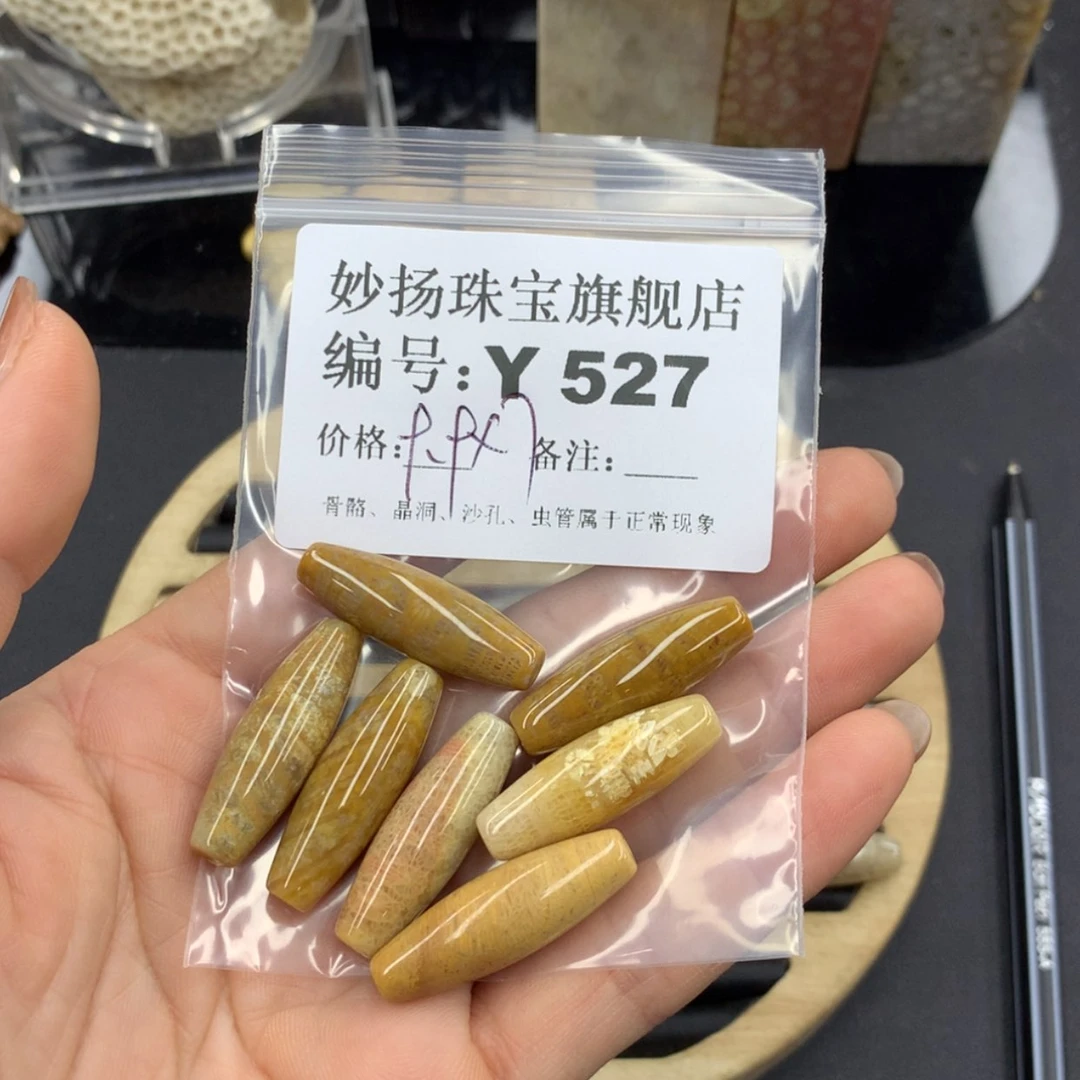 妙扬珠宝旗舰店
编号:Y 527
价格: 备注:
骨骼、晶洞、沙孔、虫管属于正常现象